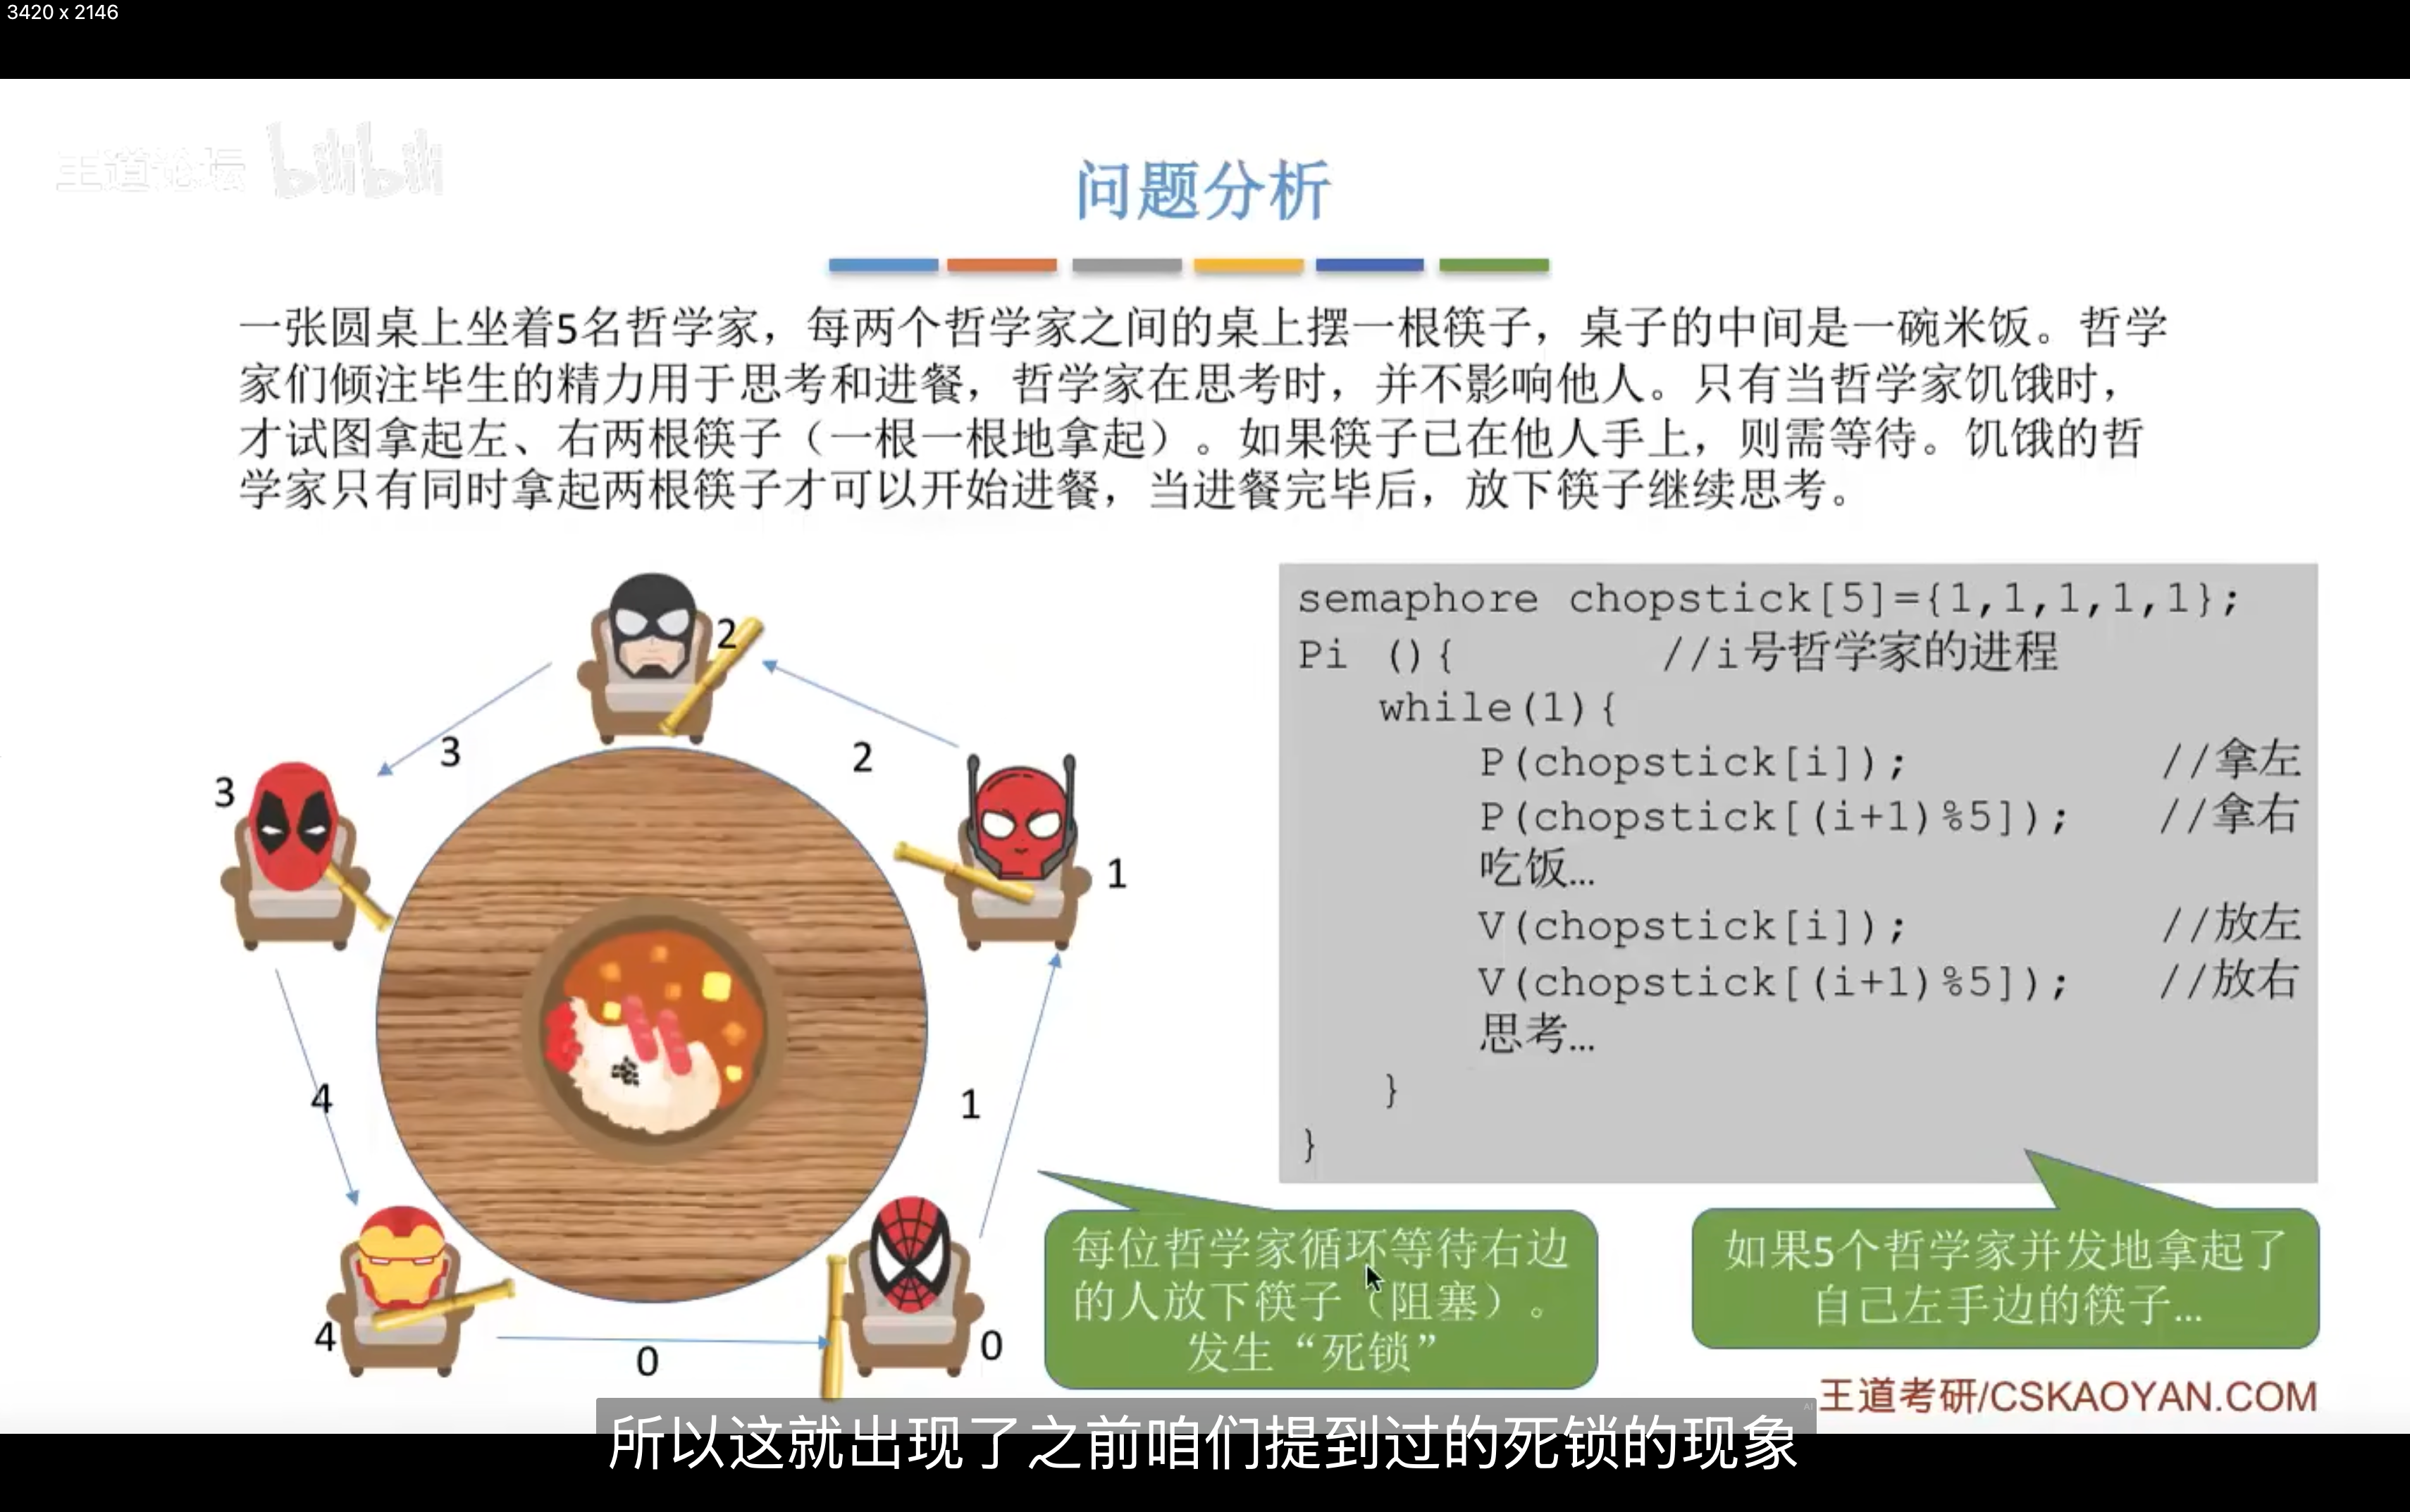 3420 x 2146
王道论坛 bilibili
问题分析
一张圆桌上坐着5名哲学家，每两个哲学家之间的桌上摆一根筷子，桌子的中间是一碗米饭。哲学
家们倾注毕生的精力用于思考和进餐，哲学家在思考时，并不影响他人。只有当哲学家饥饿时，
才试图拿起左、右两根筷子（一根一根地拿起）。如果筷子已在他人手上，则需等待。饥饿的哲
学家只有同时拿起两根筷子才可以开始进餐，当进餐完毕后，放下筷子继续思考。
2
3
2
3
1
4
1
4
0
0
semaphore chopstick[5]={1,1,1,1,1};
Pi (){ //i号哲学家的进程
while(1){
P(chopstick[i]); //拿左
P(chopstick[(i+1)%5]); //拿右
吃饭…
V(chopstick[i]); //放左
V(chopstick[(i+1)%5]); //放右
思考…
}
}
每位哲学家循环等待右边
的人放下筷子（阻塞）。
发生“死锁”
如果5个哲学家并发地拿起了
自己左手边的筷子…
王道考研/CSKAOYAN.COM
AI
所以这就出现了之前咱们提到过的死锁的现象